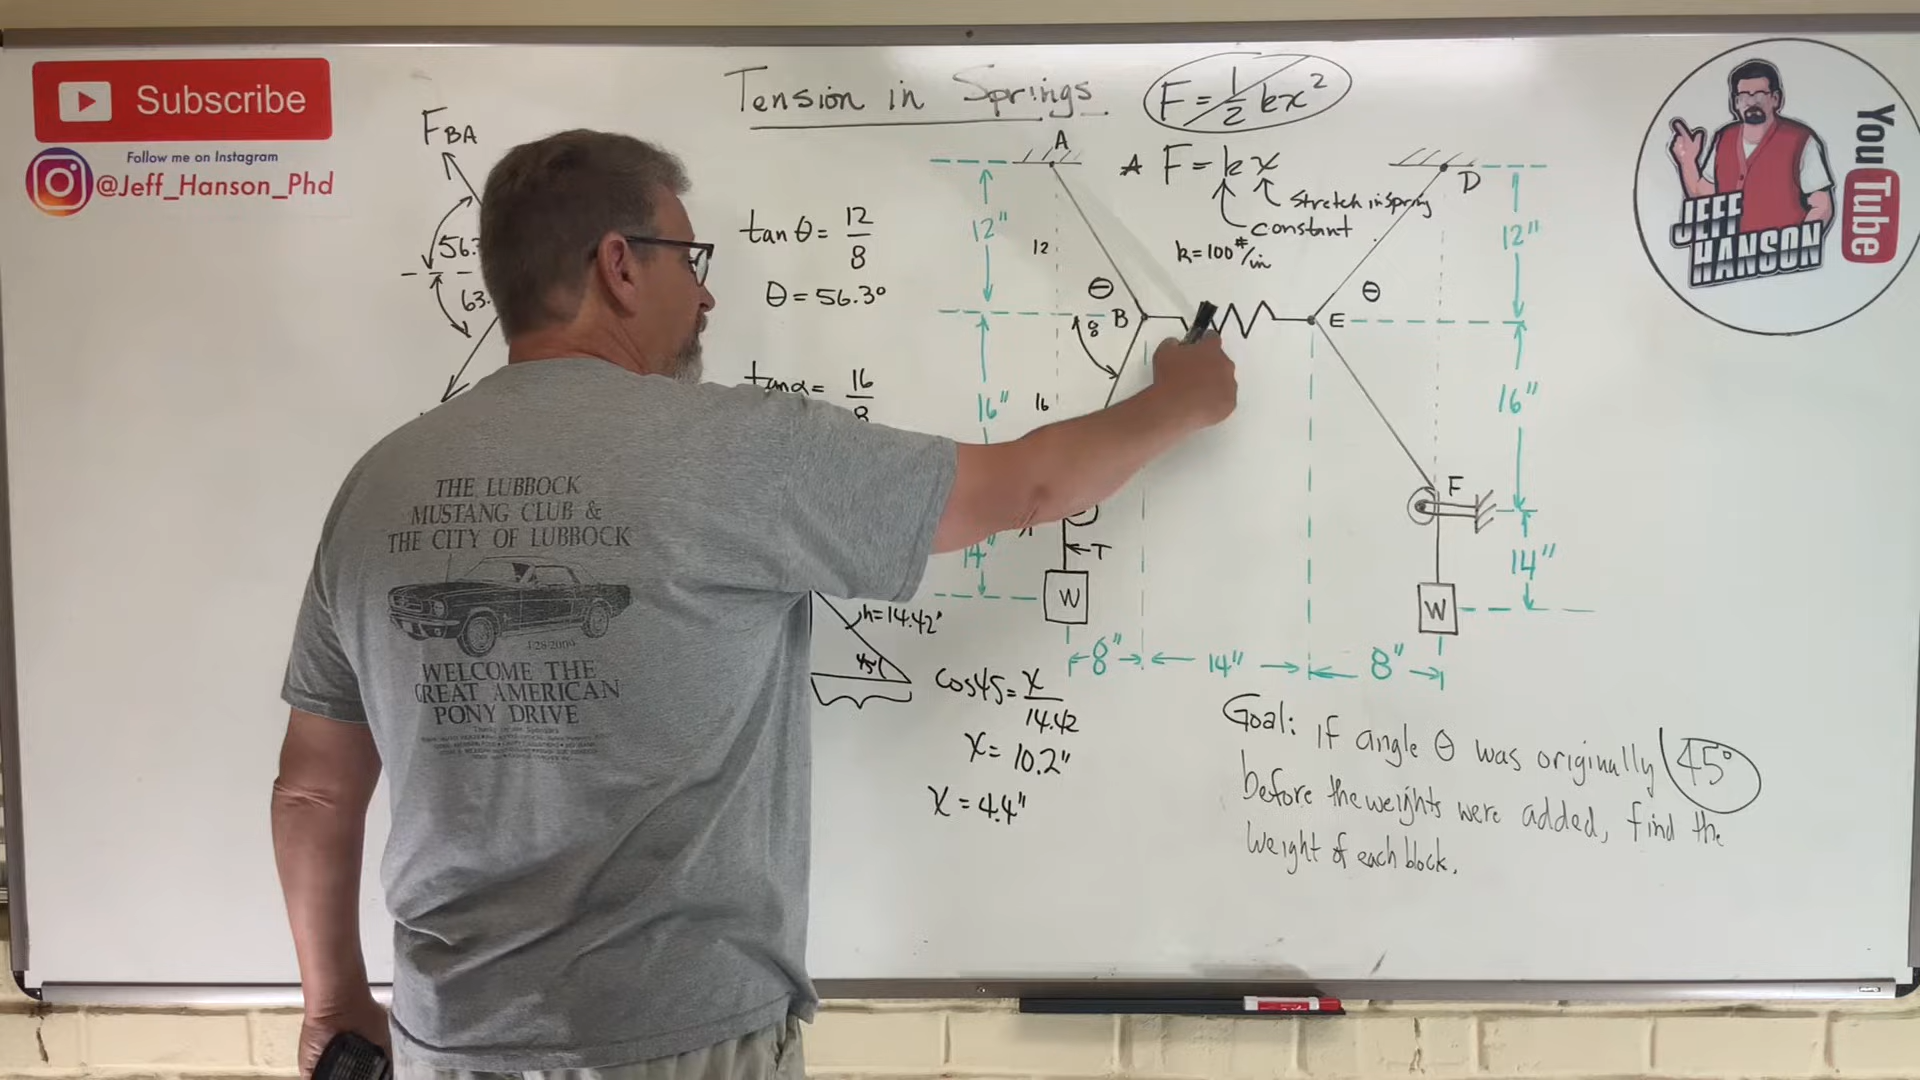 Subscribe
Follow me on Instagram
@Jeff_Hanson_Phd
Tension in Springs
F = 1/2 kx²
F = kx
stretch in spring
constant
k = 100 #/in
FBA
56.
63.
tan θ = 12/8
θ = 56.3°
tan α = 16/8
A
12"
12
θ
8
B
16"
16
14"
T
W
8"
14"
8"
D
12"
θ
E
16"
F
14"
W
h = 14.42"
45°
cos 45 = x/14.42
x = 10.2"
x = 4.4"
Goal: if angle θ was originally 45°
before the weights were added, find the
weight of each block.
THE LUBBOCK
MUSTANG CLUB &
THE CITY OF LUBBOCK
WELCOME THE
GREAT AMERICAN
PONY DRIVE
JEFF
HANSON
YouTube